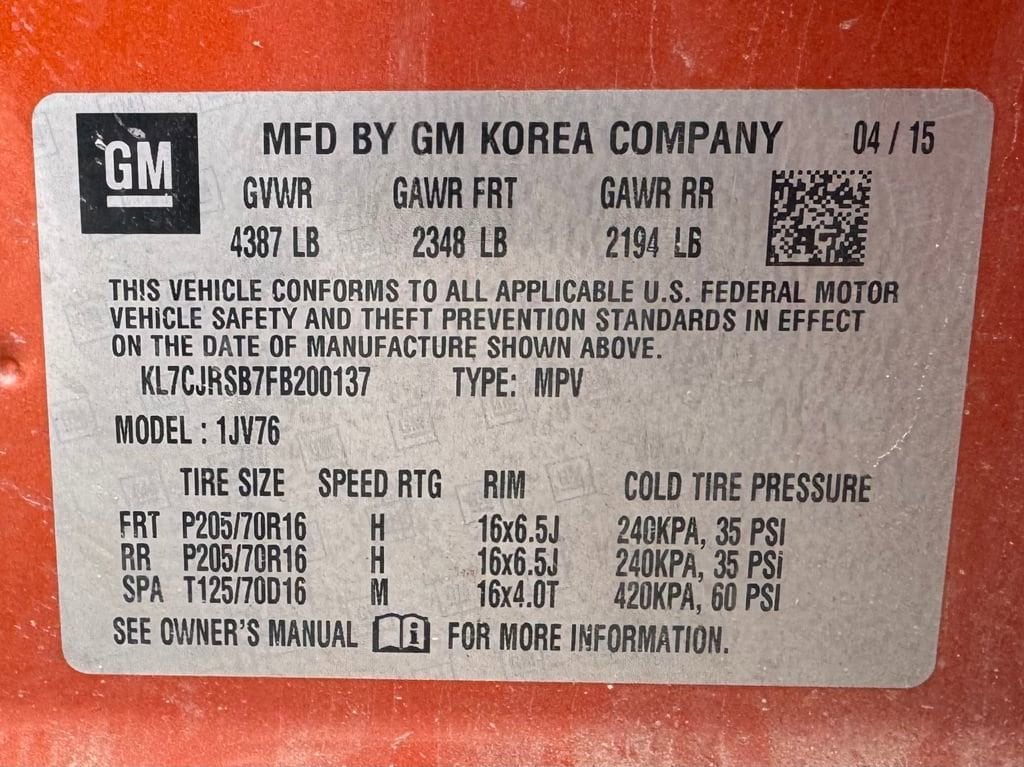 GM
MFD BY GM KOREA COMPANY 04 / 15
GVWR GAWR FRT GAWR RR
4387 LB 2348 LB 2194 LB
THIS VEHICLE CONFORMS TO ALL APPLICABLE U.S. FEDERAL MOTOR
VEHICLE SAFETY AND THEFT PREVENTION STANDARDS IN EFFECT
ON THE DATE OF MANUFACTURE SHOWN ABOVE.
KL7CJRSB7FB200137 TYPE: MPV
MODEL : 1JV76
TIRE SIZE SPEED RTG RIM COLD TIRE PRESSURE
FRT P205/70R16 H 16x6.5J 240KPA, 35 PSI
RR P205/70R16 H 16x6.5J 240KPA, 35 PSI
SPA T125/70D16 M 16x4.0T 420KPA, 60 PSI
SEE OWNER'S MANUAL i FOR MORE INFORMATION.